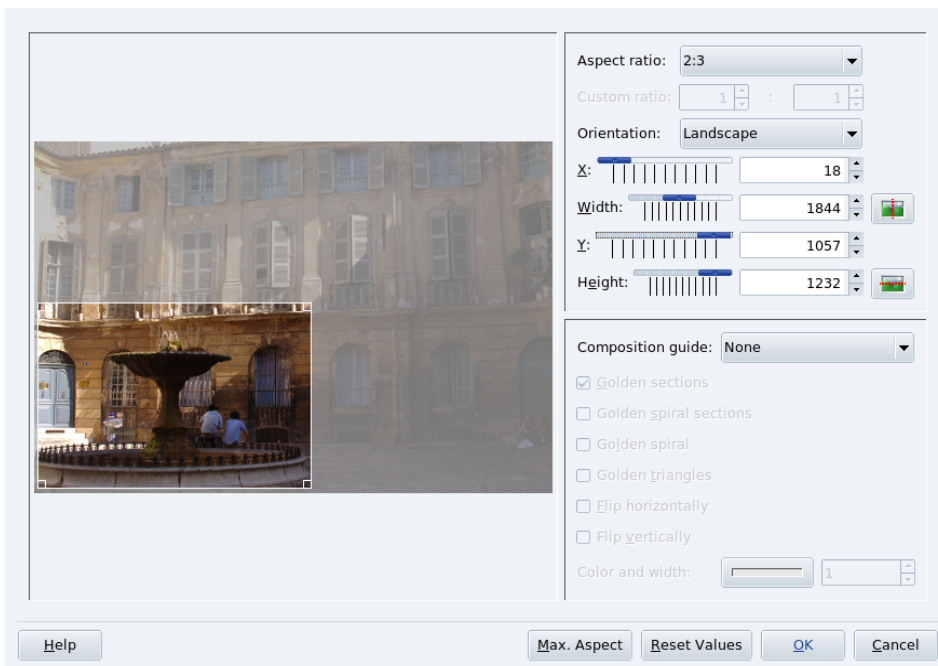 Aspect ratio: 2:3
Custom ratio: 1 : 1
Orientation: Landscape
X: 18
Width: 1844
Y: 1057
Height: 1232
Composition guide: None
Golden sections
Golden spiral sections
Golden spiral
Golden triangles
Flip horizontally
Flip vertically
Color and width: 1
Help Max. Aspect Reset Values OK Cancel